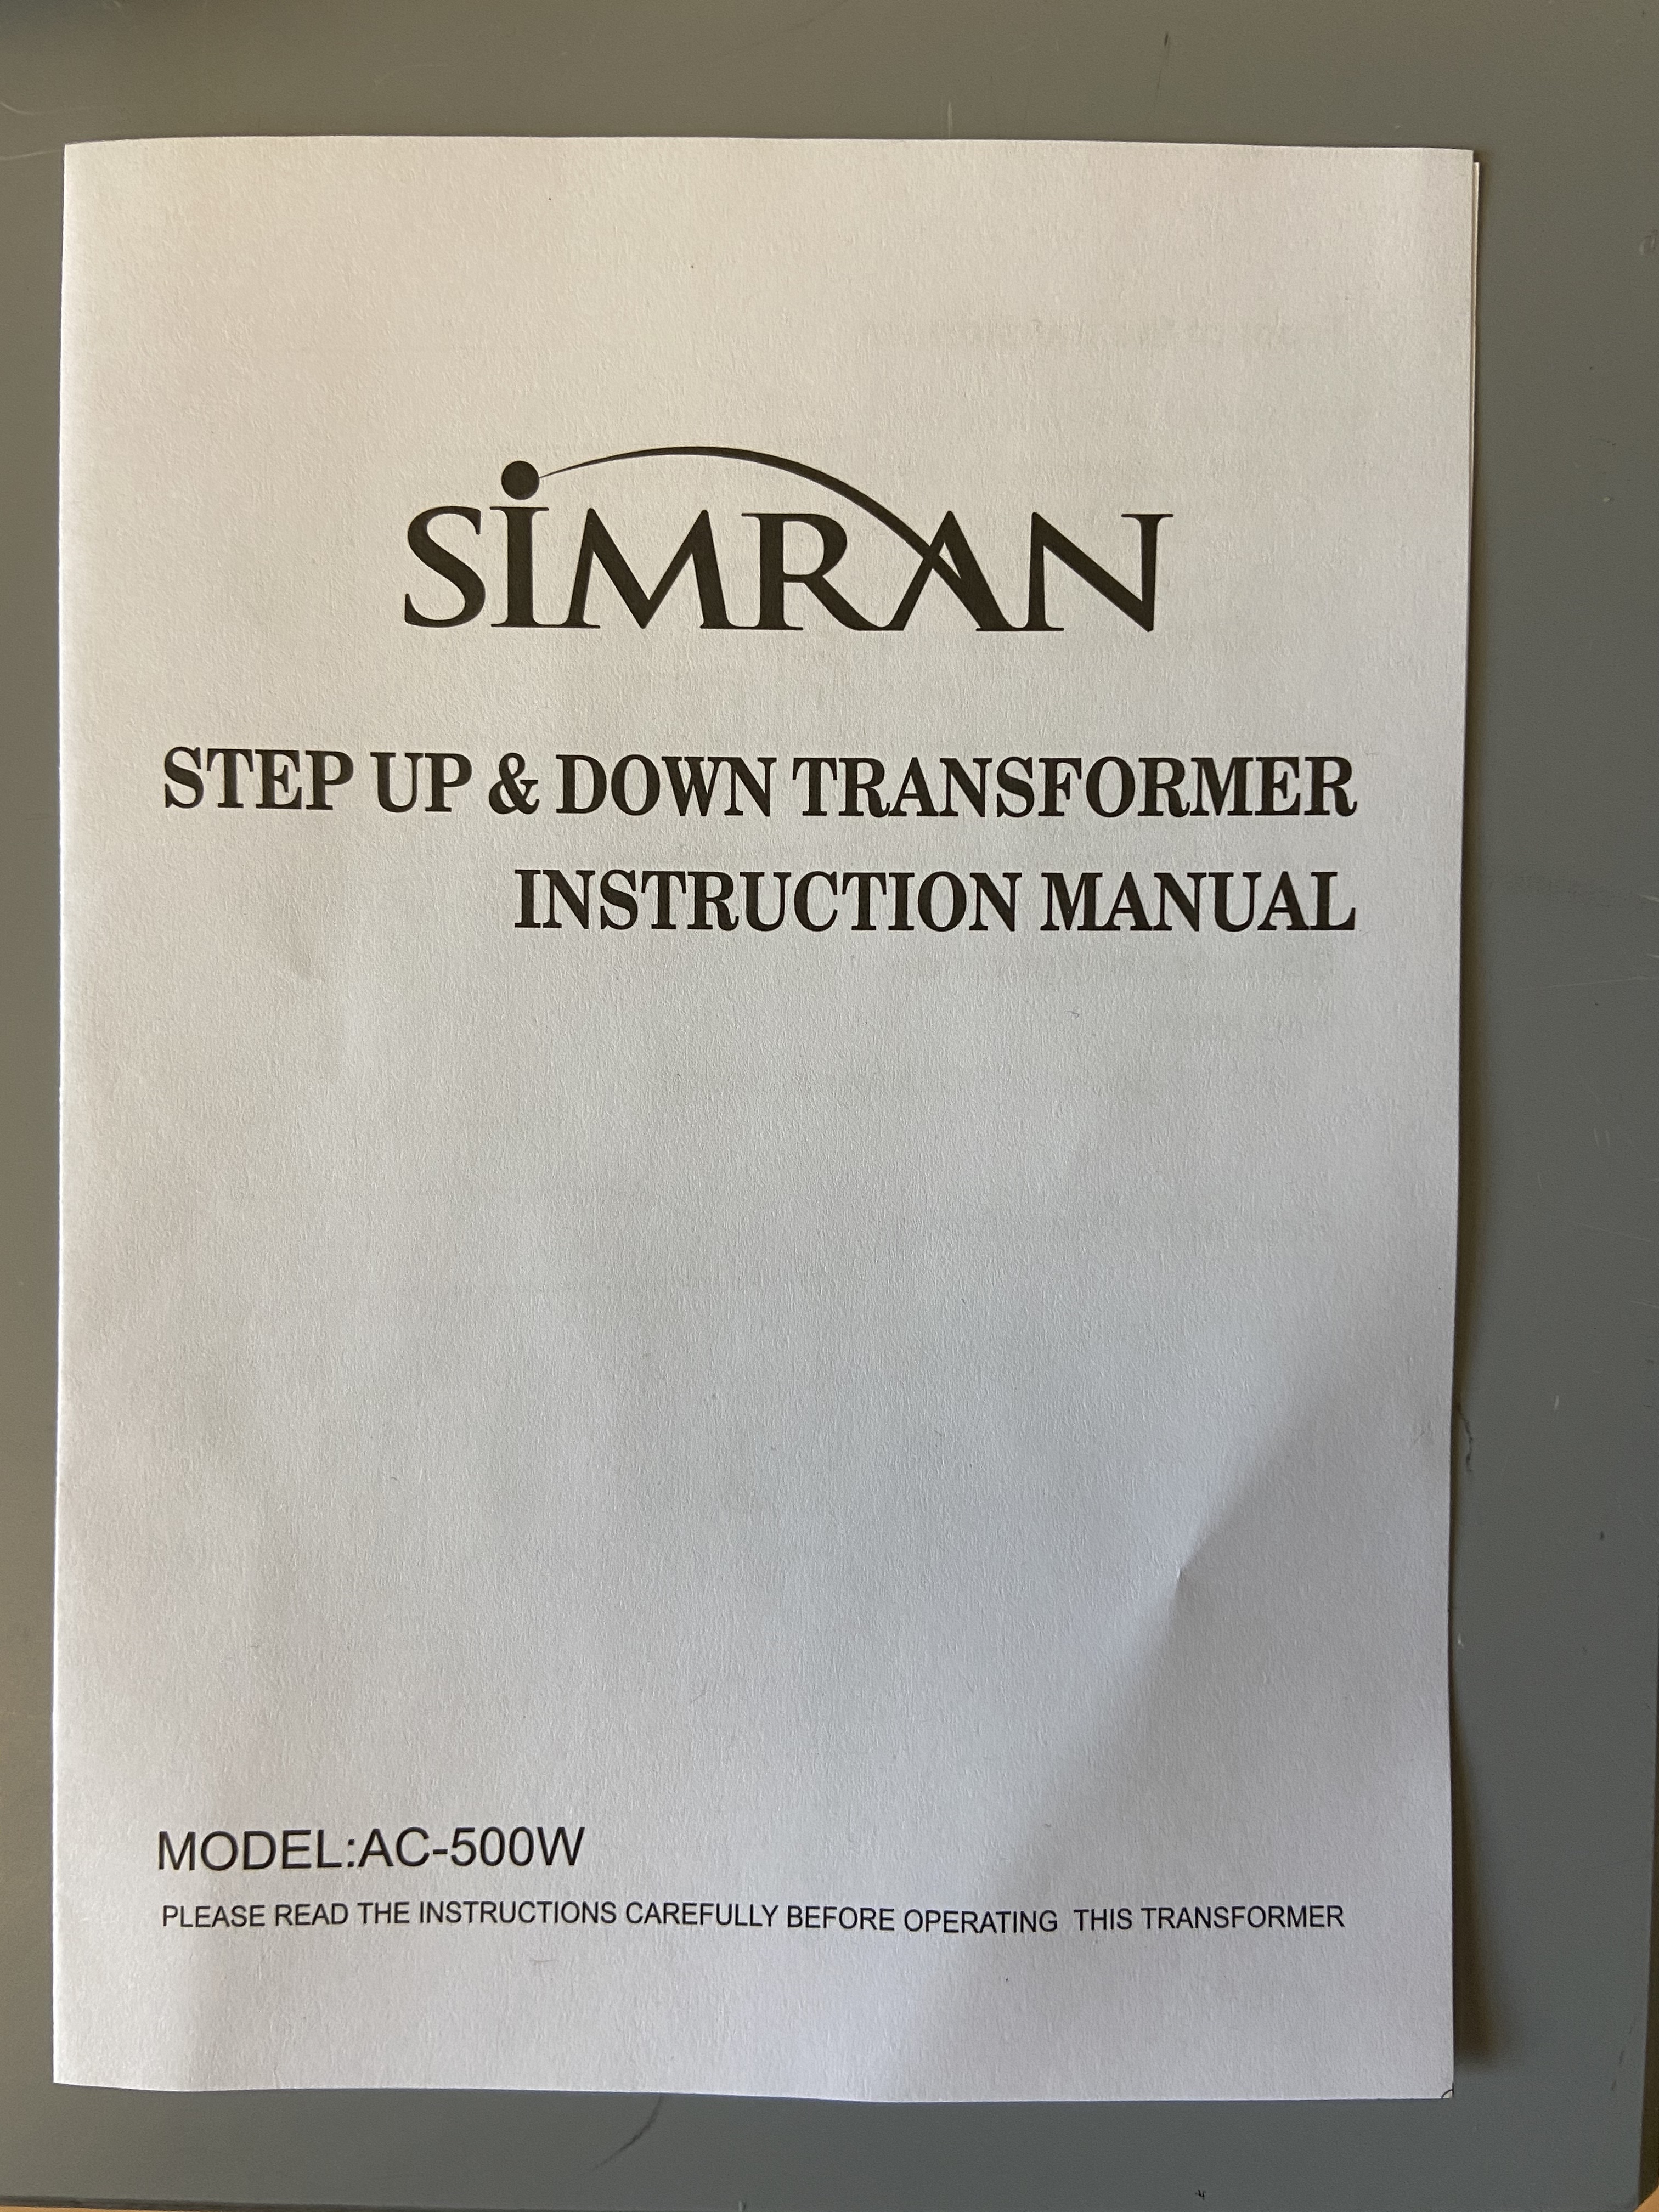 SiMRAN
STEP UP & DOWN TRANSFORMER
INSTRUCTION MANUAL
MODEL:AC-500W
PLEASE READ THE INSTRUCTIONS CAREFULLY BEFORE OPERATING THIS TRANSFORMER